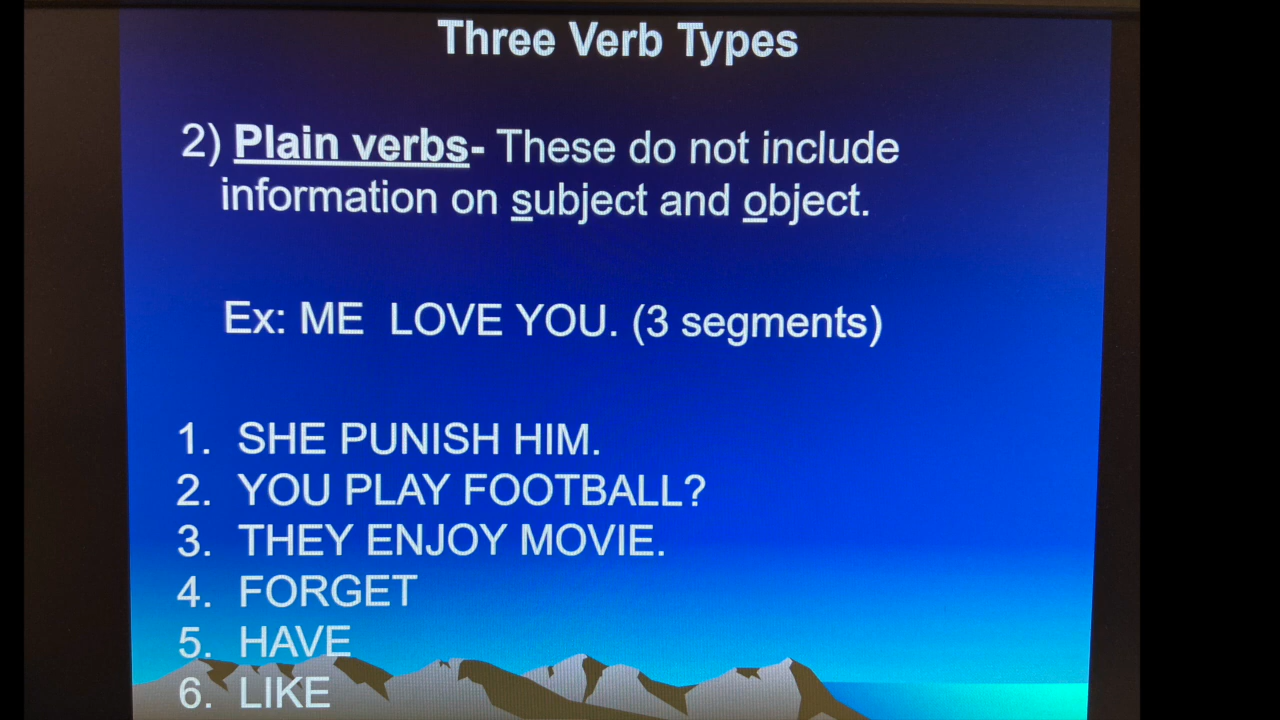 Three Verb Types
2) Plain verbs- These do not include
information on subject and object.
Ex: ME LOVE YOU. (3 segments)
1. SHE PUNISH HIM.
2. YOU PLAY FOOTBALL?
3. THEY ENJOY MOVIE.
4. FORGET
5. HAVE
6. LIKE